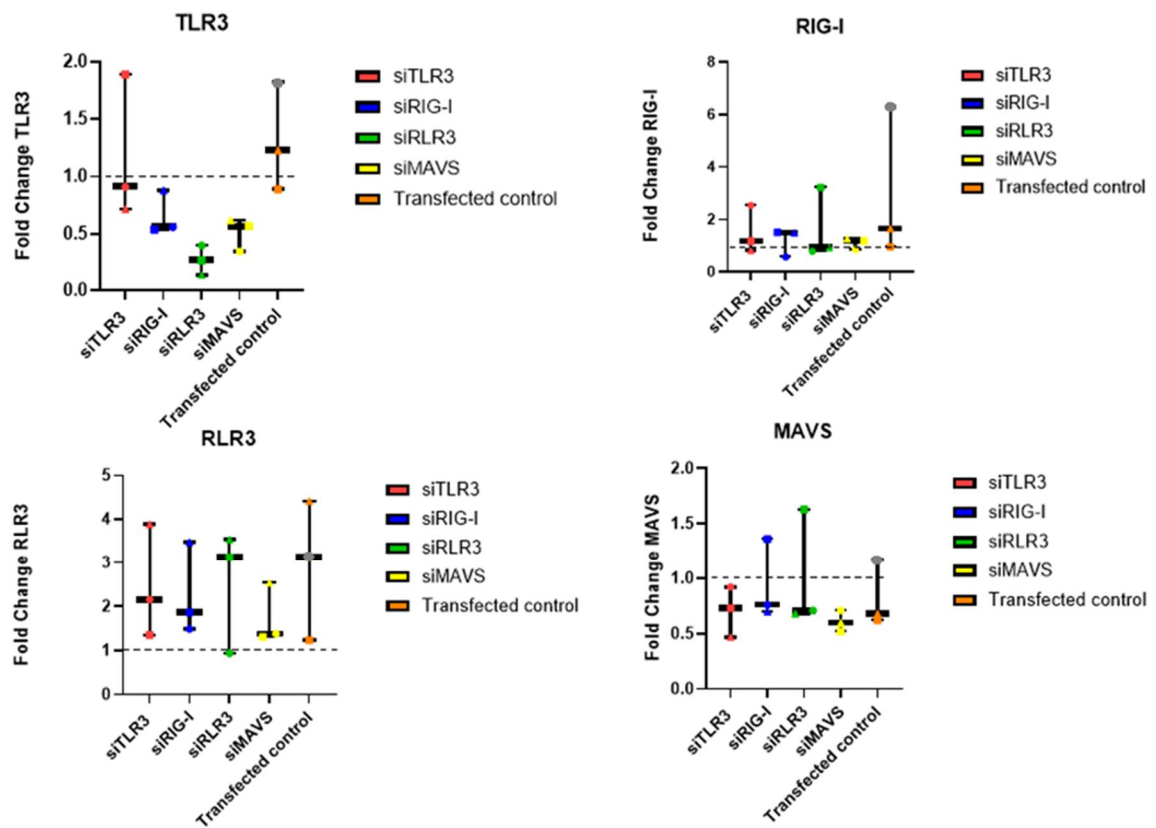 TLR3
Fold Change TLR3
2.0
1.5
1.0
0.5
0.0
siTLR3
siRIG-I
siRLR3
siMAVS
Transfected control
siTLR3
siRIG-I
siRLR3
siMAVS
Transfected control
RIG-I
Fold Change RIG-I
8
6
4
2
0
siTLR3
siRIG-I
siRLR3
siMAVS
Transfected control
siTLR3
siRIG-I
siRLR3
siMAVS
Transfected control
RLR3
Fold Change RLR3
5
4
3
2
1
0
siTLR3
siRIG-I
siRLR3
siMAVS
Transfected control
siTLR3
siRIG-I
siRLR3
siMAVS
Transfected control
MAVS
Fold Change MAVS
2.0
1.5
1.0
0.5
0.0
siTLR3
siRIG-I
siRLR3
siMAVS
Transfected control
siTLR3
siRIG-I
siRLR3
siMAVS
Transfected control